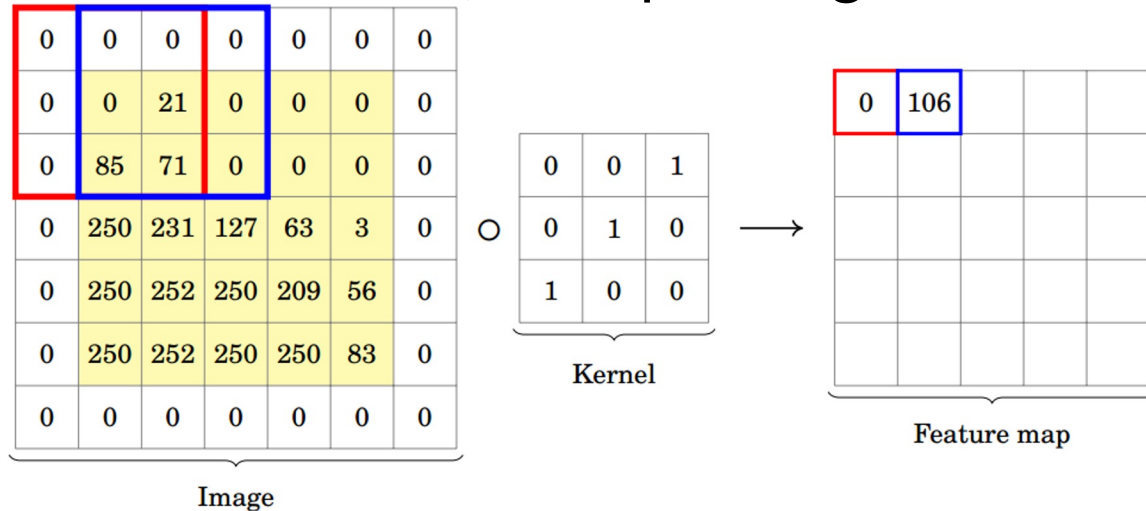 0 0 0 0 0 0 0
0 0 21 0 0 0 0
0 85 71 0 0 0 0
0 250 231 127 63 3 0
0 250 252 250 209 56 0
0 250 252 250 250 83 0
0 0 0 0 0 0 0
Image
0 0 1
0 1 0
1 0 0
Kernel
0 106
Feature map